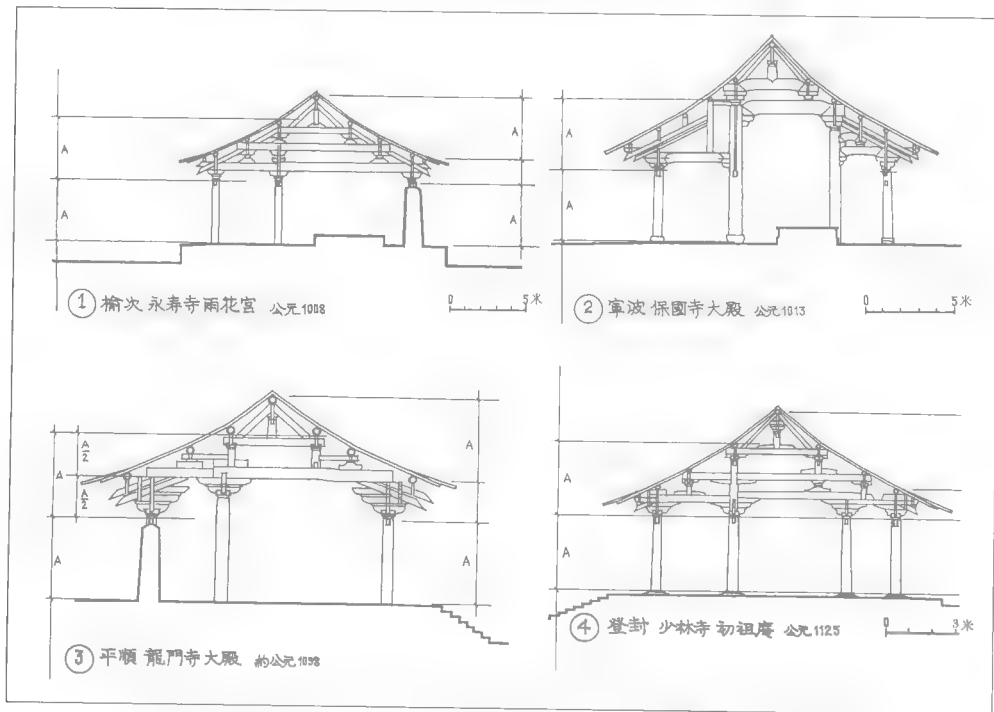 A
A
A
A
① 榆次 永寿寺雨花宮 公元1008
0 5米
A
A
② 寧波 保國寺大殿 公元1013
0 5米
A/2
A
A/2
A
A
A
③ 平順 龍門寺大殿 約公元1098
A
A
④ 登封 少林寺 初祖庵 公元1125
0 3米